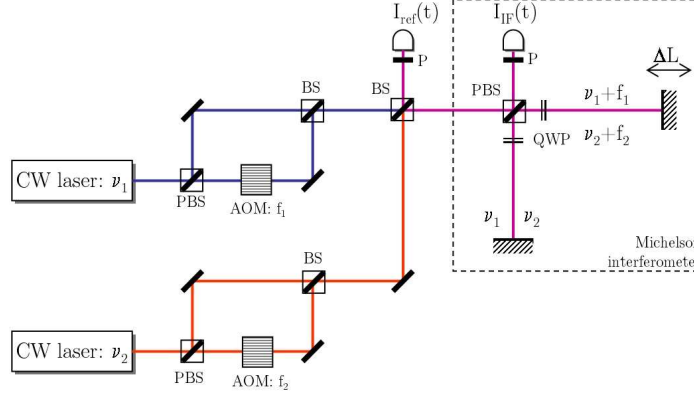 I_ref(t)
I_IF(t)
P
P
ΔL
BS
BS
PBS
ν₁+f₁
ν₂+f₂
QWP
CW laser: ν₁
PBS
AOM: f₁
ν₁ ν₂
BS
Michelson
interferometer
CW laser: ν₂
PBS
AOM: f₂